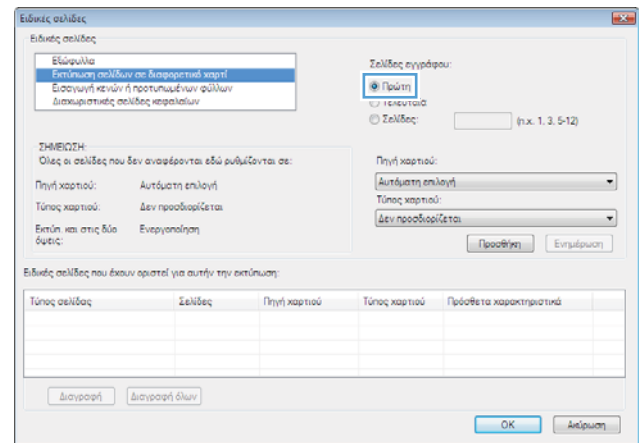 Ειδικές σελίδες
Ειδικές σελίδες
Εξώφυλλα
Εκτύπωση σελίδων σε διαφορετικό χαρτί
Εισαγωγή κενών ή προτυπωμένων φύλλων
Διαχωριστικές σελίδες κεφαλαίων
Σελίδες εγγράφου:
Πρώτη
Τελευταία
Σελίδες:
(π.χ. 1, 3, 5-12)
ΣΗΜΕΙΩΣΗ:
Όλες οι σελίδες που δεν αναφέρονται εδώ ρυθμίζονται σε:
Πηγή χαρτιού: Αυτόματη επιλογή
Τύπος χαρτιού: Δεν προσδιορίζεται
Εκτύπ. και στις δύο όψεις: Ενεργοποίηση
Πηγή χαρτιού:
Αυτόματη επιλογή
Τύπος χαρτιού:
Δεν προσδιορίζεται
Προσθήκη Ενημέρωση
Ειδικές σελίδες που έχουν οριστεί για αυτήν την εκτύπωση:
Τύπος σελίδας Σελίδες Πηγή χαρτιού Τύπος χαρτιού Πρόσθετα χαρακτηριστικά
Διαγραφή Διαγραφή όλων
OK Ακύρωση